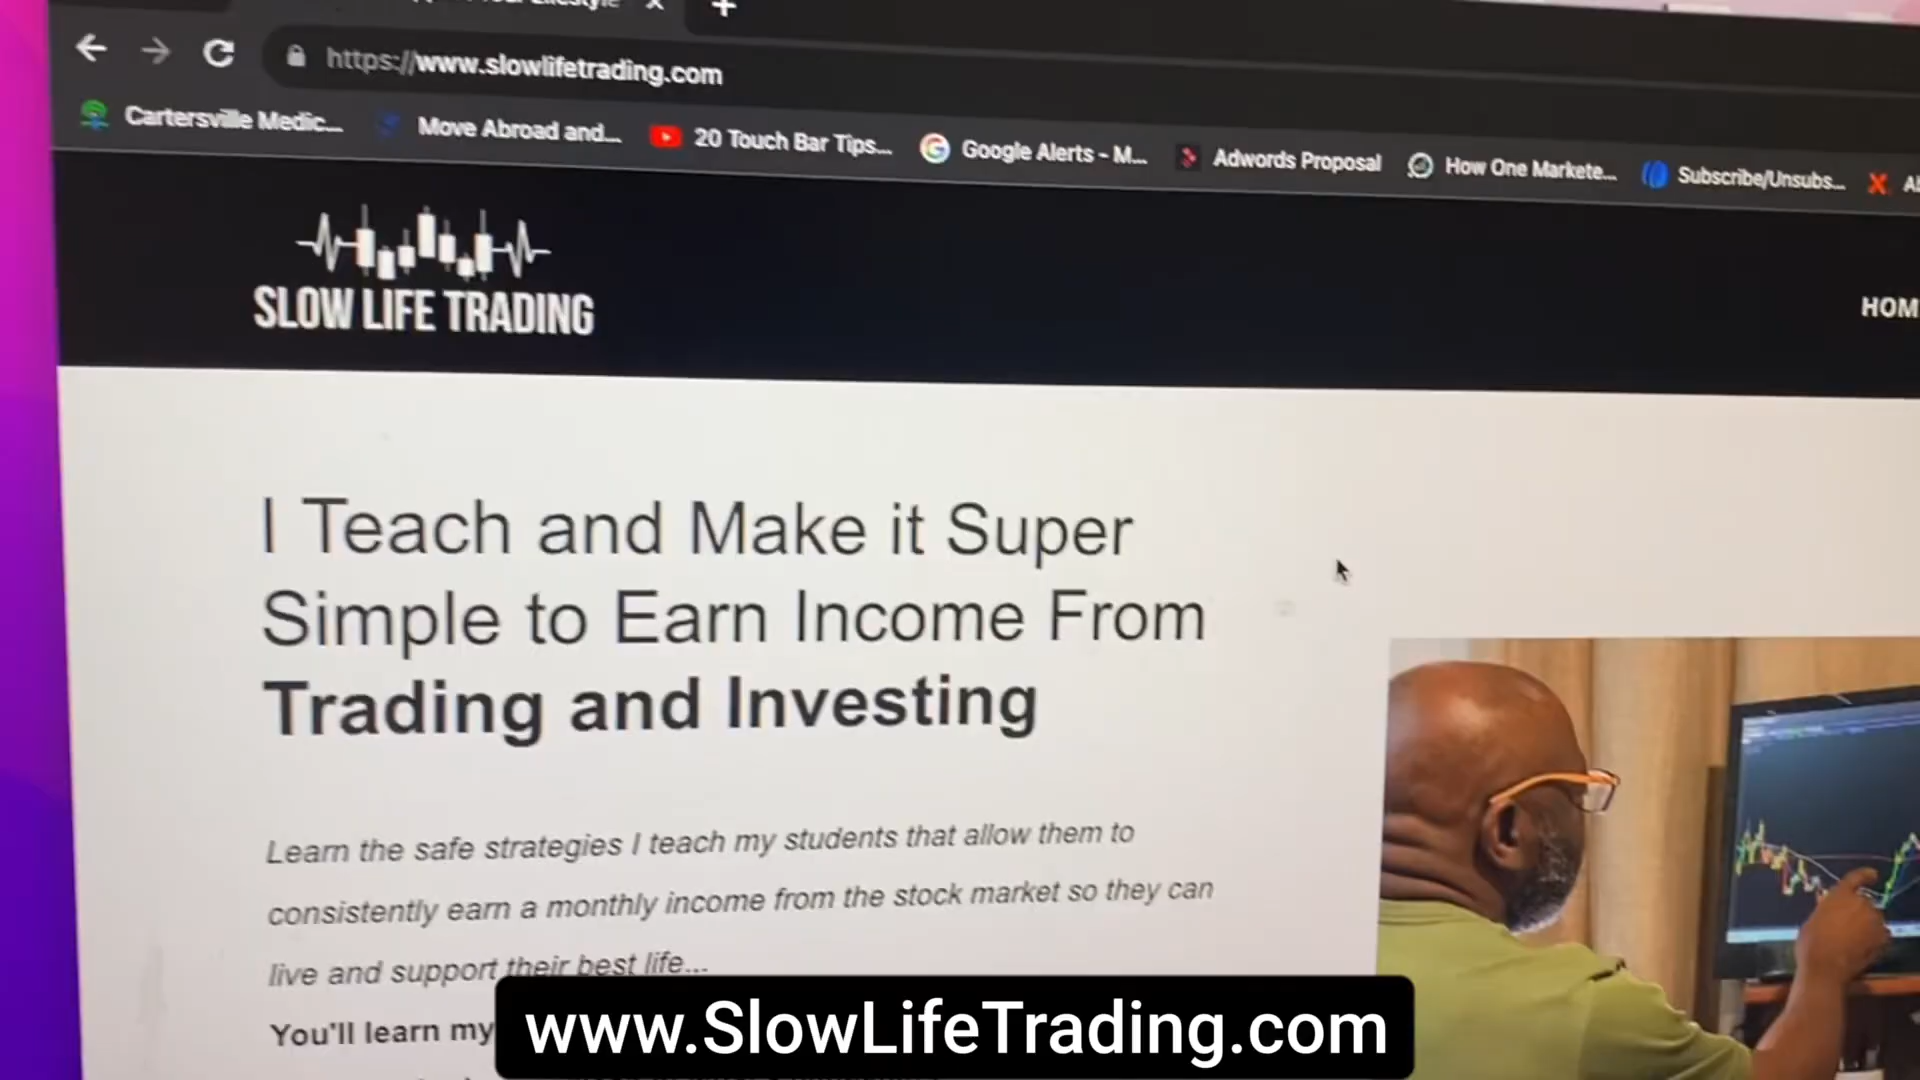 https://www.slowlifetrading.com
Cartersville Medic...
Move Abroad and...
20 Touch Bar Tips...
Google Alerts - M...
Adwords Proposal
How One Markete...
Subscribe/Unsubs...
SLOW LIFE TRADING
HOM
I Teach and Make it Super
Simple to Earn Income From
Trading and Investing
Learn the safe strategies I teach my students that allow them to
consistently earn a monthly income from the stock market so they can
live and support their best life...
You'll learn my
www.SlowLifeTrading.com